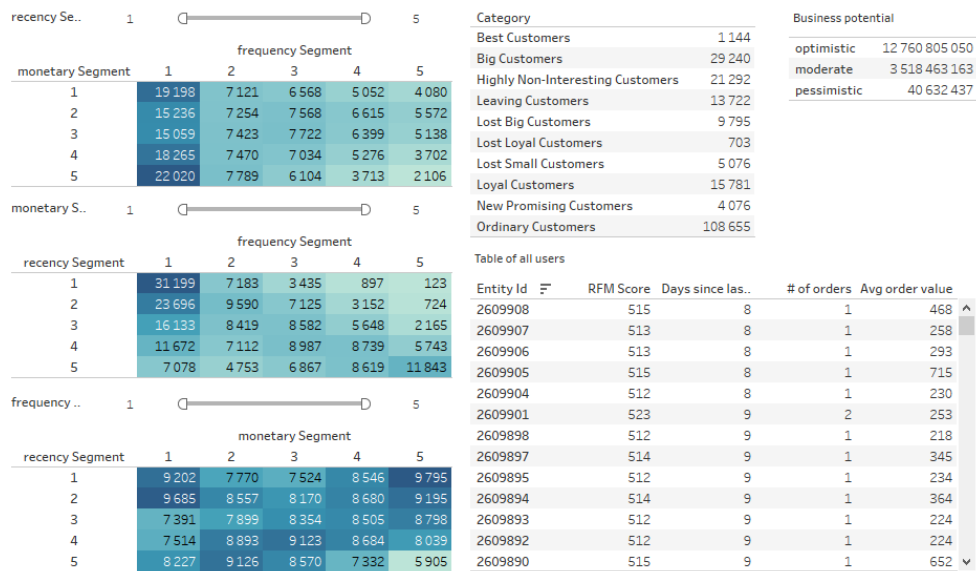 recency Se.. 1 5
frequency Segment
monetary Segment 1 2 3 4 5
1 19 198 7 121 6 568 5 052 4 080
2 15 236 7 254 7 568 6 615 5 572
3 15 059 7 423 7 722 6 399 5 138
4 18 265 7 470 7 034 5 276 3 702
5 22 020 7 789 6 104 3 713 2 106
monetary S.. 1 5
frequency Segment
recency Segment 1 2 3 4 5
1 31 199 7 183 3 435 897 123
2 23 696 9 590 7 125 3 152 724
3 16 133 8 419 8 582 5 648 2 165
4 11 672 7 112 8 987 8 739 5 743
5 7 078 4 753 6 867 8 619 11 843
frequency .. 1 5
monetary Segment
recency Segment 1 2 3 4 5
1 9 202 7 770 7 524 8 546 9 795
2 9 685 8 557 8 170 8 680 9 195
3 7 391 7 899 8 354 8 505 8 798
4 7 514 8 893 9 123 8 684 8 039
5 8 227 9 126 8 570 7 332 5 905
Category
Best Customers 1 144
Big Customers 29 240
Highly Non-Interesting Customers 21 292
Leaving Customers 13 722
Lost Big Customers 9 795
Lost Loyal Customers 703
Lost Small Customers 5 076
Loyal Customers 15 781
New Promising Customers 4 076
Ordinary Customers 108 655
Business potential
optimistic 12 760 805 050
moderate 3 518 463 163
pessimistic 40 632 437
Table of all users
Entity Id RFM Score Days since las.. # of orders Avg order value
2609908 515 8 1 468
2609907 513 8 1 258
2609906 513 8 1 293
2609905 515 8 1 715
2609904 512 8 1 230
2609901 523 9 2 253
2609898 512 9 1 218
2609897 514 9 1 345
2609895 512 9 1 234
2609894 514 9 1 364
2609893 512 9 1 224
2609892 512 9 1 224
2609890 515 9 1 652